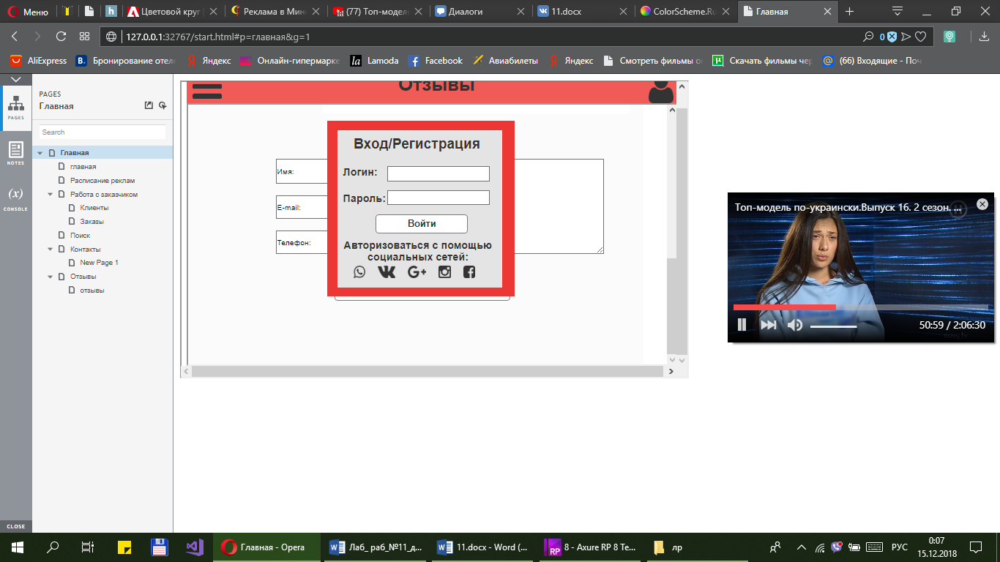 Меню
Цветовой круг
Реклама в Мин
(77) Топ-модель
Диалоги
11.docx
ColorScheme.Ru
Главная
127.0.0.1:32767/start.html#p=главная&g=1
0
AliExpress
Бронирование отеле
Яндекс
Онлайн-гипермарке
Lamoda
Facebook
Авиабилеты
Яндекс
Смотреть фильмы о
Скачать фильмы чер
(66) Входящие - Поч
PAGES
NOTES
(x)
CONSOLE
CLOSE
PAGES
Главная
Search
Главная
главная
Расписание реклам
Работа с заказчиком
Клиенты
Заказы
Поиск
Контакты
New Page 1
Отзывы
отзывы
Отзывы
Имя:
E-mail:
Телефон:
Вход/Регистрация
Логин:
Пароль:
Войти
Авторизоваться с помощью
социальных сетей:
Топ-модель по-украински.Выпуск 16. 2 сезон. ...
50:59 / 2:06:30
novy.tv
Главная - Opera
Лаб_ раб_№11_д...
11.docx - Word (...
8 - Axure RP 8 Te...
лр
РУС
0:07
15.12.2018